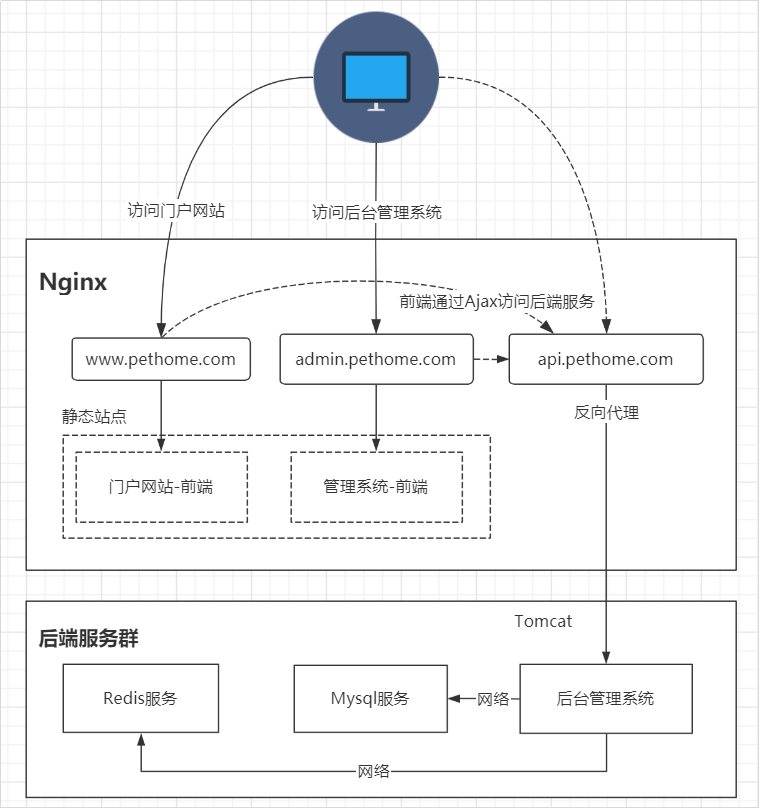 访问门户网站
访问后台管理系统
Nginx
前端通过Ajax访问后端服务
www.pethome.com
admin.pethome.com
api.pethome.com
静态站点
反向代理
门户网站-前端
管理系统-前端
Tomcat
后端服务群
Redis服务
Mysql服务
网络
后台管理系统
网络